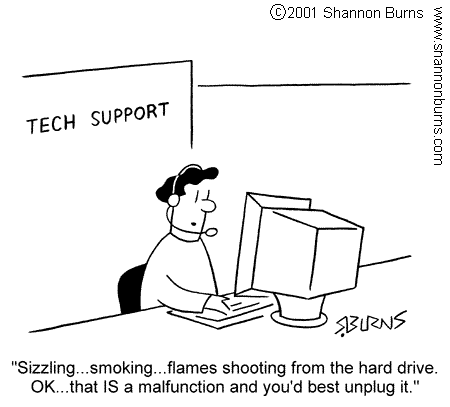 ©2001 Shannon Burns
www.shannonburns.com
TECH SUPPORT
S.BURNS
"Sizzling...smoking...flames shooting from the hard drive.
OK...that IS a malfunction and you'd best unplug it."